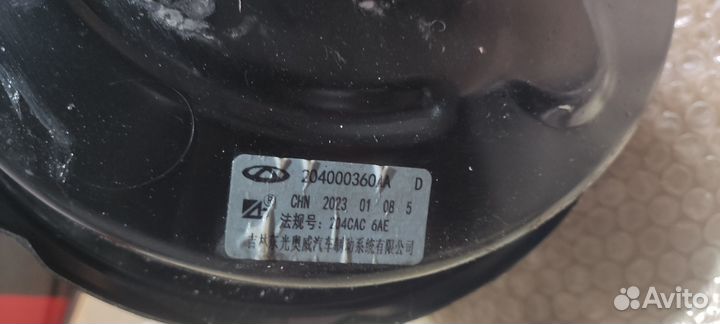 204000360AA D
® CHN 2023 01 08 5
法规号: 204CAC 6AE
吉林东光奥威汽车制动系统有限公司
Avito